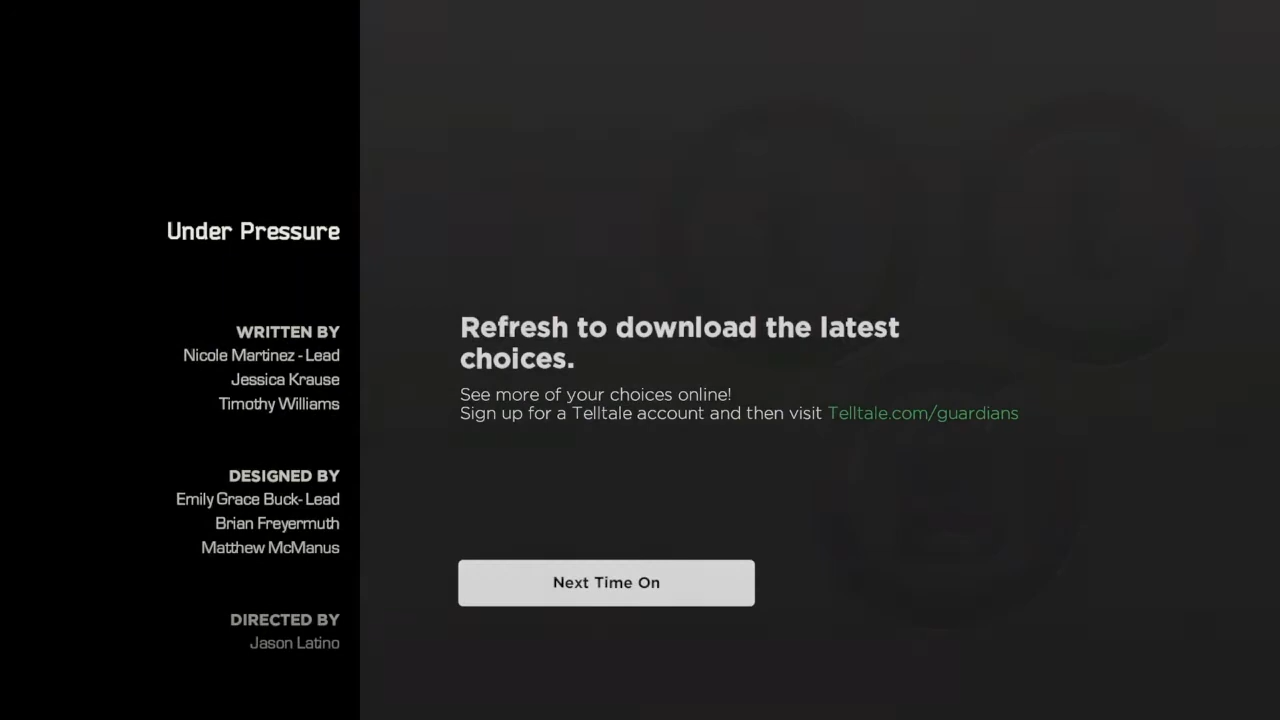 Under Pressure
WRITTEN BY
Nicole Martinez - Lead
Jessica Krause
Timothy Williams
DESIGNED BY
Emily Grace Buck- Lead
Brian Freyermuth
Matthew McManus
DIRECTED BY
Jason Latino
Refresh to download the latest
choices.
See more of your choices online!
Sign up for a Telltale account and then visit Telltale.com/guardians
Next Time On